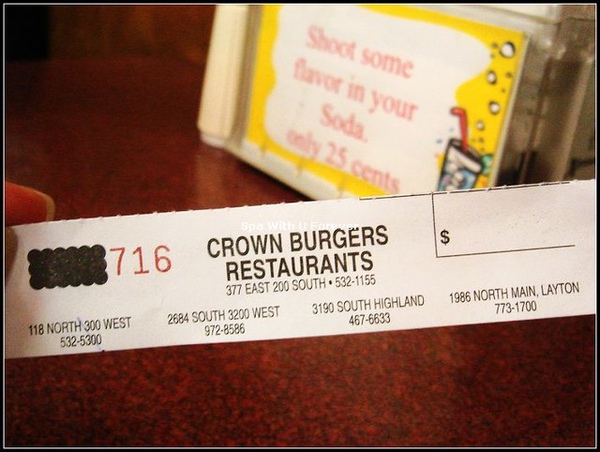 Shoot some
flavor in your
Soda.
only 25 cents
716
CROWN BURGERS
RESTAURANTS
$
377 EAST 200 SOUTH • 532-1155
118 NORTH 300 WEST
532-5300
2684 SOUTH 3200 WEST
972-8586
3190 SOUTH HIGHLAND
467-6633
1986 NORTH MAIN, LAYTON
773-1700